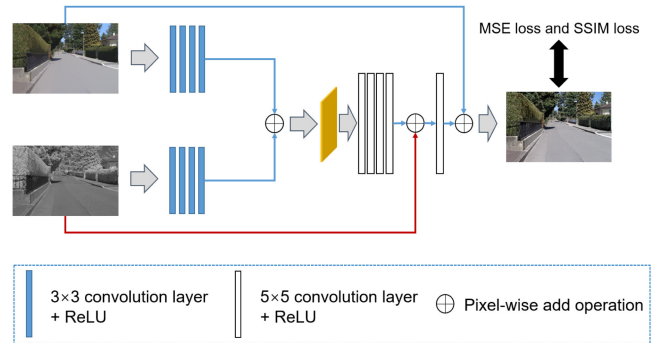 MSE loss and SSIM loss
3×3 convolution layer
+ ReLU
5×5 convolution layer
+ ReLU
Pixel-wise add operation